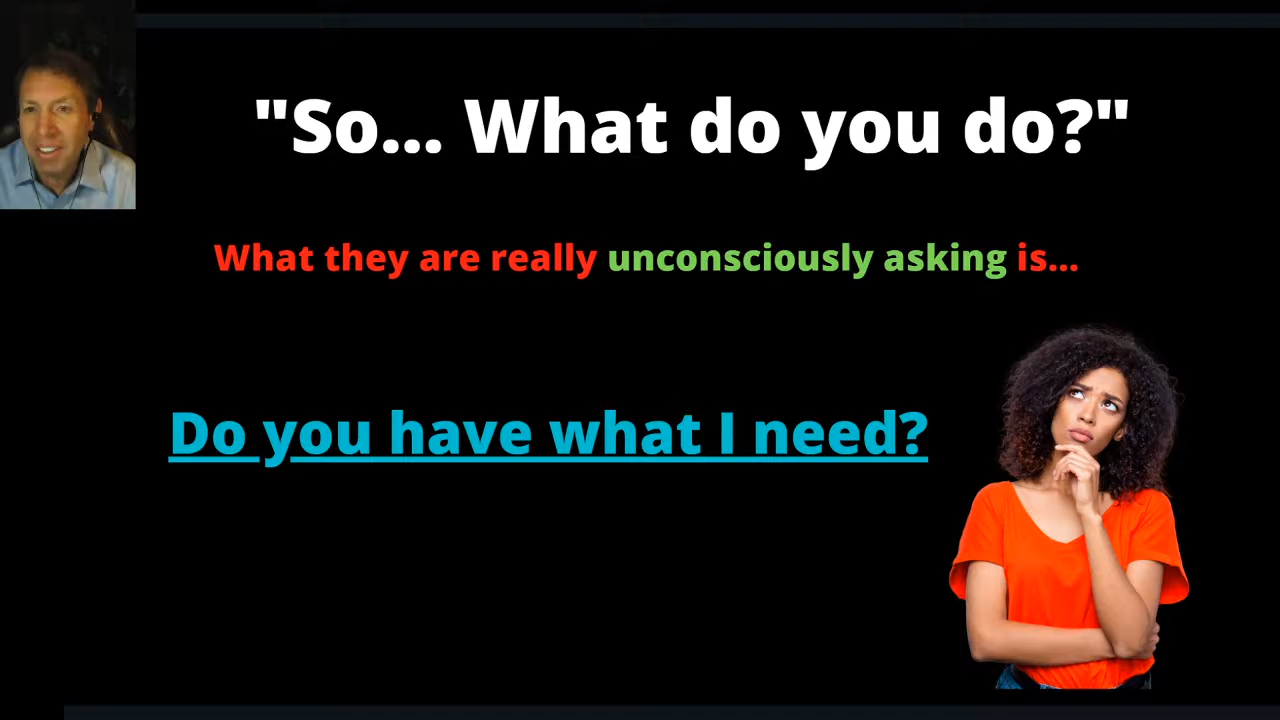 "So... What do you do?"
What they are really unconsciously asking is...
Do you have what I need?